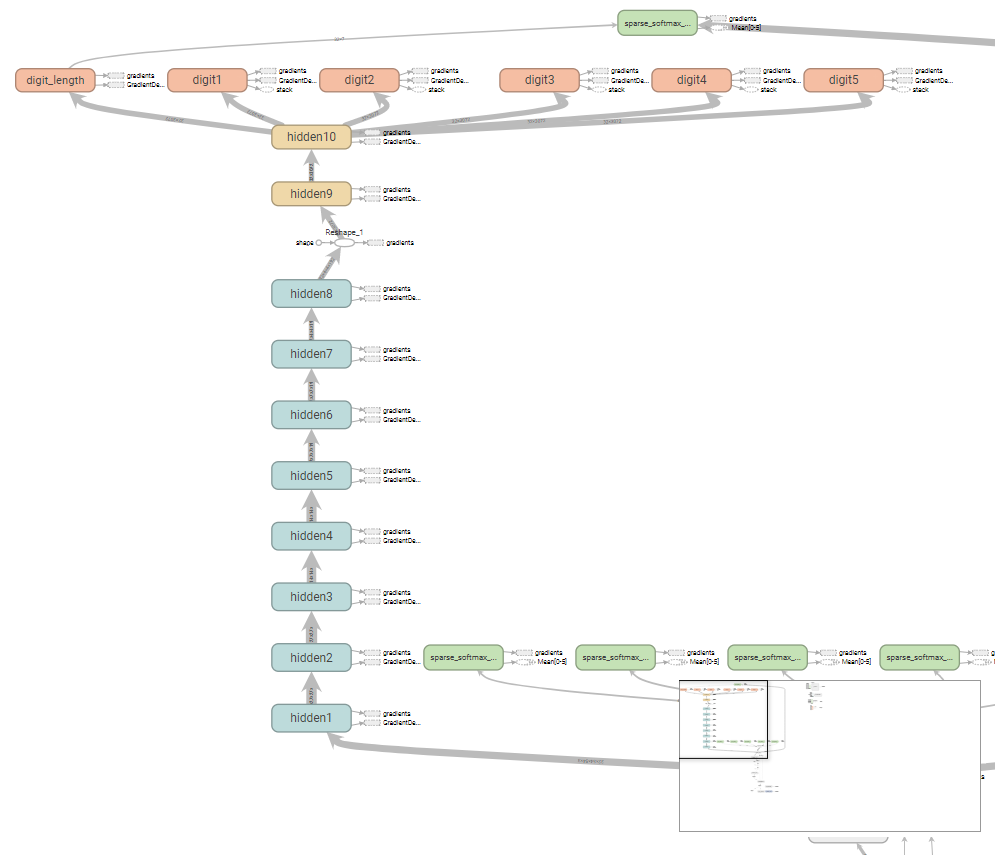 sparse_softmax_...
gradients
Mean[0-5]
digit_length
gradients
GradientDe...
digit1
gradients
GradientDe...
stack
digit2
gradients
GradientDe...
stack
digit3
gradients
GradientDe...
stack
digit4
gradients
GradientDe...
stack
digit5
gradients
GradientDe...
stack
hidden10
gradients
GradientDe...
hidden9
gradients
GradientDe...
Reshape_1
shape
gradients
hidden8
gradients
GradientDe...
hidden7
gradients
GradientDe...
hidden6
gradients
GradientDe...
hidden5
gradients
GradientDe...
hidden4
gradients
GradientDe...
hidden3
gradients
GradientDe...
hidden2
gradients
GradientDe...
sparse_softmax_...
gradients
Mean[0-5]
sparse_softmax_...
gradients
Mean[0-5]
sparse_softmax_...
gradients
Mean[0-5]
sparse_softmax_...
hidden1
gradients
GradientDe...